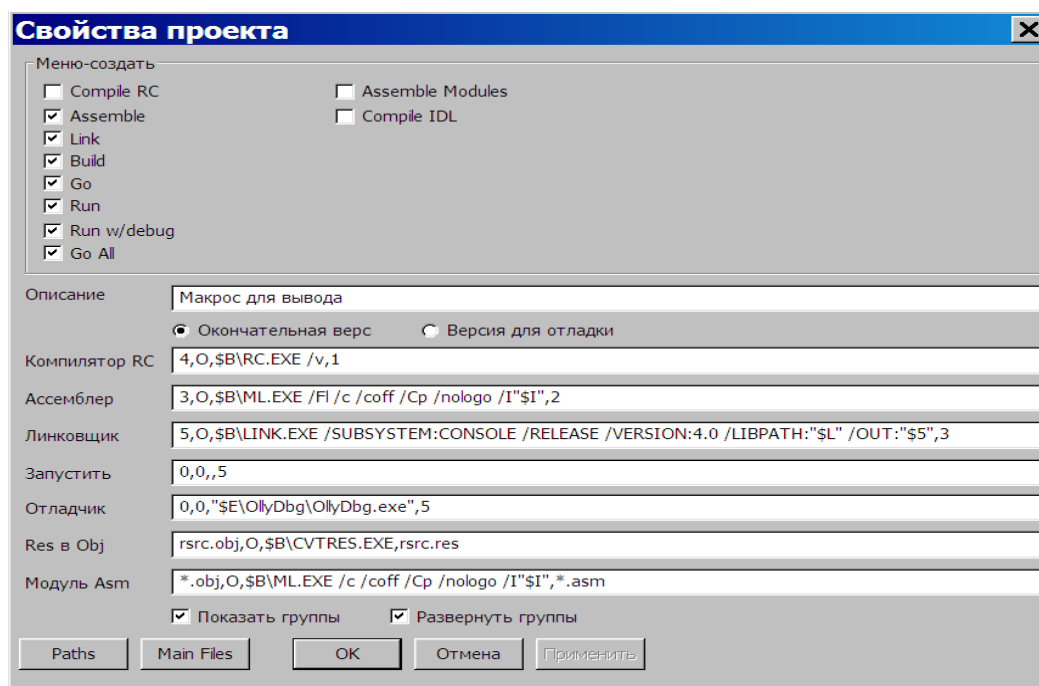 Свойства проекта
Меню-создать
Compile RC
Assemble Modules
Assemble
Compile IDL
Link
Build
Go
Run
Run w/debug
Go All
Описание
Макрос для вывода
Окончательная верс
Версия для отладки
Компилятор RC
4,O,$B\RC.EXE /v,1
Ассемблер
3,O,$B\ML.EXE /Fl /c /coff /Cp /nologo /I"$I",2
Линковщик
5,O,$B\LINK.EXE /SUBSYSTEM:CONSOLE /RELEASE /VERSION:4.0 /LIBPATH:"$L" /OUT:"$5",3
Запустить
0,0,,5
Отладчик
0,0,"$E\OllyDbg\OllyDbg.exe",5
Res в Obj
rsrc.obj,O,$B\CVTRES.EXE,rsrc.res
Модуль Asm
*.obj,O,$B\ML.EXE /c /coff /Cp /nologo /I"$I",*.asm
Показать группы
Развернуть группы
Paths
Main Files
OK
Отмена
Применить